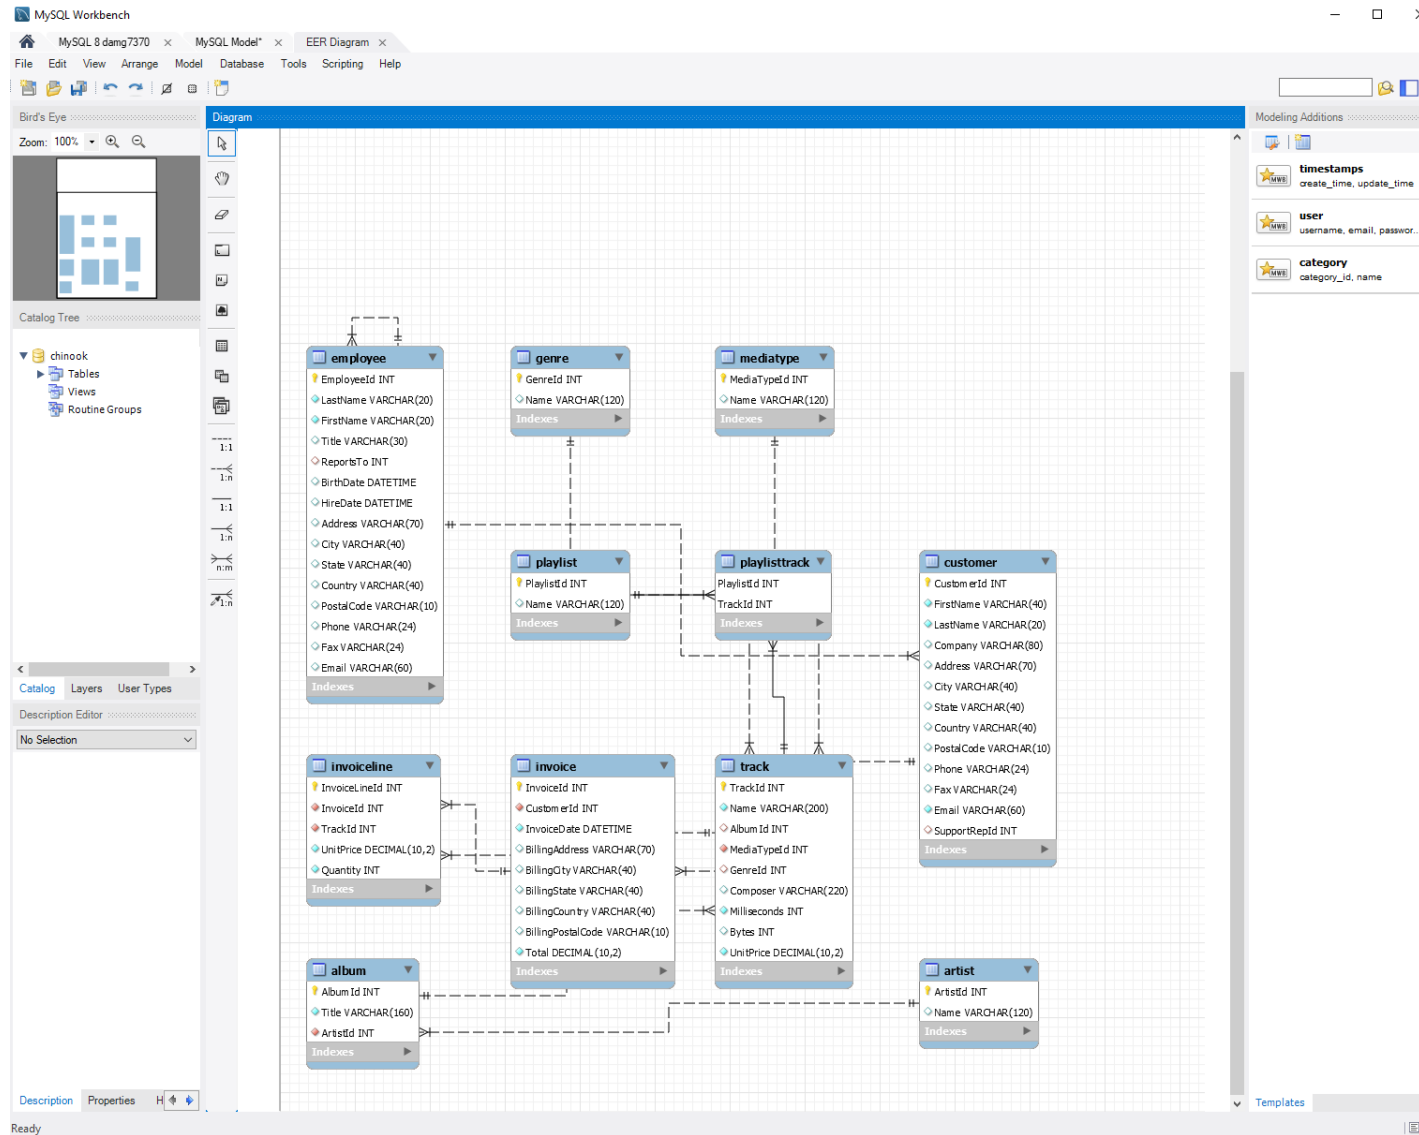 MySQL Workbench
MySQL 8 damg7370
MySQL Model*
EER Diagram
File Edit View Arrange Model Database Tools Scripting Help
Bird's Eye
Zoom: 100%
Catalog Tree
chinook
Tables
Views
Routine Groups
Catalog Layers User Types
Description Editor
No Selection
Description Properties H
Ready
Diagram
1:1
1:n
1:1
1:n
n:m
1:n
employee
EmployeeId INT
LastName VARCHAR(20)
FirstName VARCHAR(20)
Title VARCHAR(30)
ReportsTo INT
BirthDate DATETIME
HireDate DATETIME
Address VARCHAR(70)
City VARCHAR(40)
State VARCHAR(40)
Country VARCHAR(40)
PostalCode VARCHAR(10)
Phone VARCHAR(24)
Fax VARCHAR(24)
Email VARCHAR(60)
Indexes
genre
GenreId INT
Name VARCHAR(120)
Indexes
mediatype
MediaTypeId INT
Name VARCHAR(120)
Indexes
playlist
PlaylistId INT
Name VARCHAR(120)
Indexes
playlisttrack
PlaylistId INT
TrackId INT
Indexes
customer
CustomerId INT
FirstName VARCHAR(40)
LastName VARCHAR(20)
Company VARCHAR(80)
Address VARCHAR(70)
City VARCHAR(40)
State VARCHAR(40)
Country VARCHAR(40)
PostalCode VARCHAR(10)
Phone VARCHAR(24)
Fax VARCHAR(24)
Email VARCHAR(60)
SupportRepId INT
Indexes
invoiceline
InvoiceLineId INT
InvoiceId INT
TrackId INT
UnitPrice DECIMAL(10,2)
Quantity INT
Indexes
invoice
InvoiceId INT
CustomerId INT
InvoiceDate DATETIME
BillingAddress VARCHAR(70)
BillingCity VARCHAR(40)
BillingState VARCHAR(40)
BillingCountry VARCHAR(40)
BillingPostalCode VARCHAR(10)
Total DECIMAL(10,2)
Indexes
track
TrackId INT
Name VARCHAR(200)
AlbumId INT
MediaTypeId INT
GenreId INT
Composer VARCHAR(220)
Milliseconds INT
Bytes INT
UnitPrice DECIMAL(10,2)
Indexes
album
AlbumId INT
Title VARCHAR(160)
ArtistId INT
Indexes
artist
ArtistId INT
Name VARCHAR(120)
Indexes
Modeling Additions
MWB
timestamps
create_time, update_time
MWB
user
username, email, passwor..
MWB
category
category_id, name
Templates